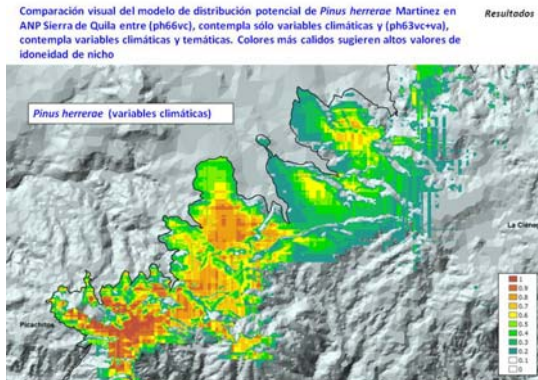 Comparación visual del modelo de distribución potencial de Pinus herrerae Martínez en
ANP Sierra de Quila entre (ph66vc), contempla sólo variables climáticas y (ph63vc+va),
contempla variables climáticas y temáticas. Colores más calidos sugieren altos valores de
idoneidad de nicho
Resultados
Pinus herrerae (variables climáticas)
La Cienega
Picachitos
1
0.9
0.8
0.7
0.6
0.5
0.4
0.3
0.2
0.1
0